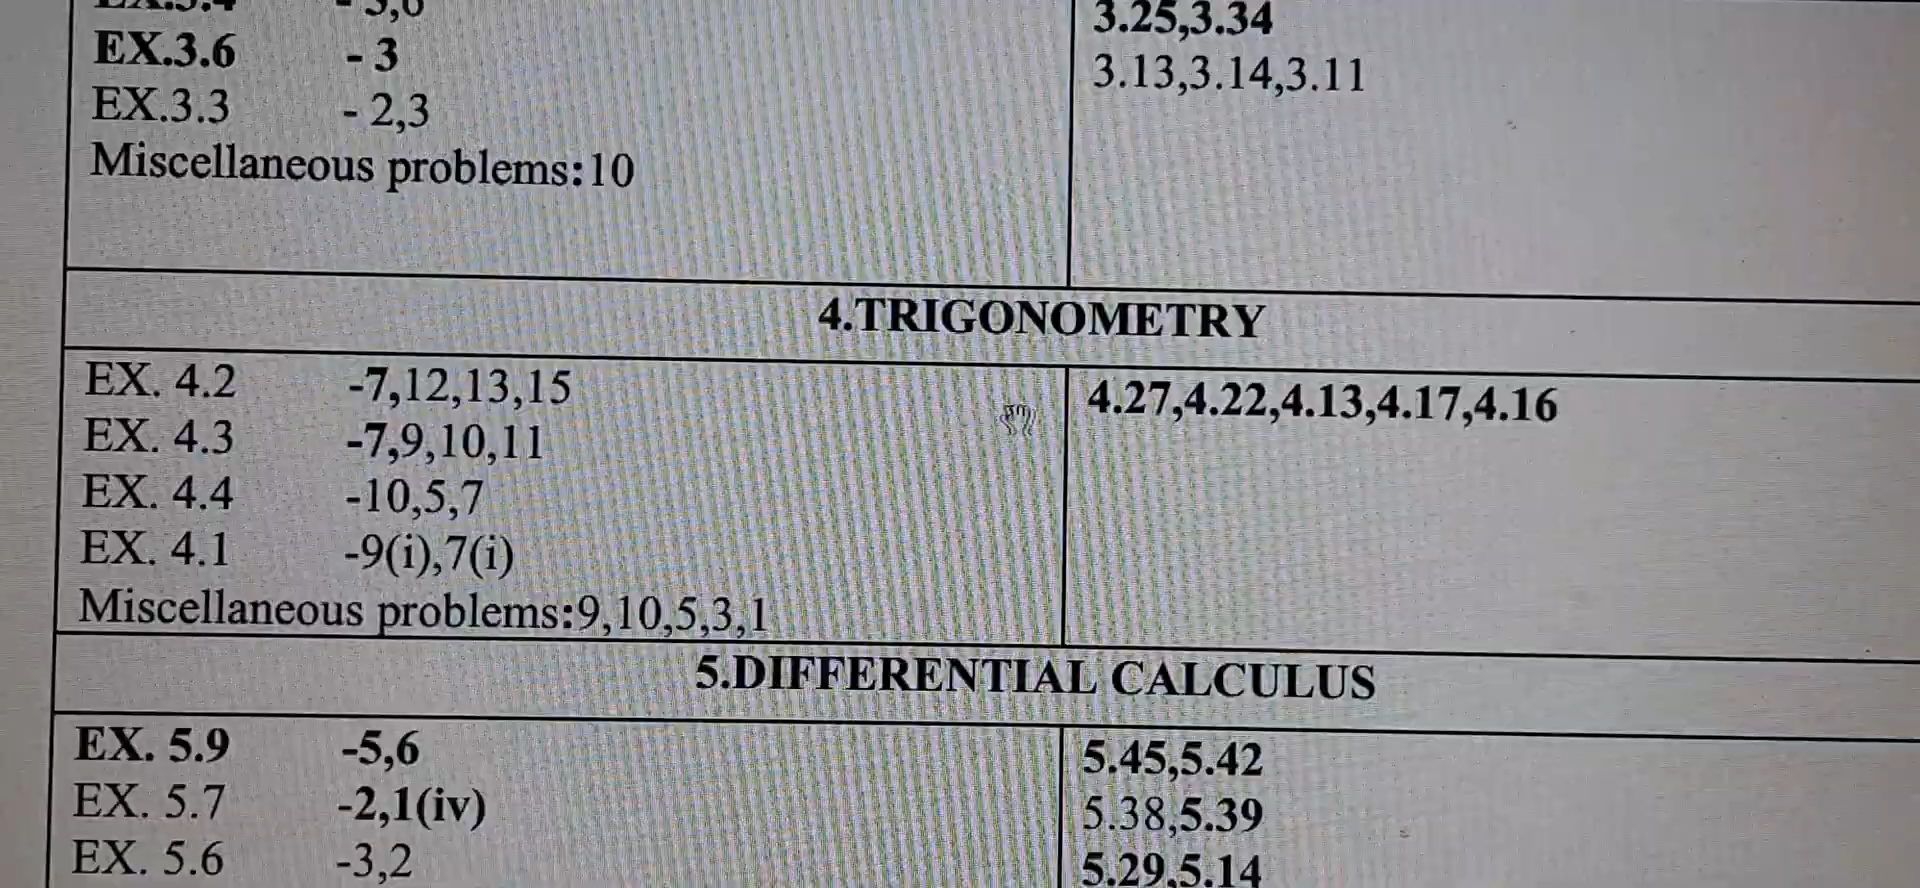 EX.3.4 - 5,6
3.25,3.34
EX.3.6 - 3
3.13,3.14,3.11
EX.3.3 - 2,3
Miscellaneous problems:10
4.TRIGONOMETRY
EX. 4.2 -7,12,13,15
4.27,4.22,4.13,4.17,4.16
EX. 4.3 -7,9,10,11
EX. 4.4 -10,5,7
EX. 4.1 -9(i),7(i)
Miscellaneous problems:9,10,5,3,1
5.DIFFERENTIAL CALCULUS
EX. 5.9 -5,6
5.45,5.42
EX. 5.7 -2,1(iv)
5.38,5.39
EX. 5.6 -3,2
5.29,5.14